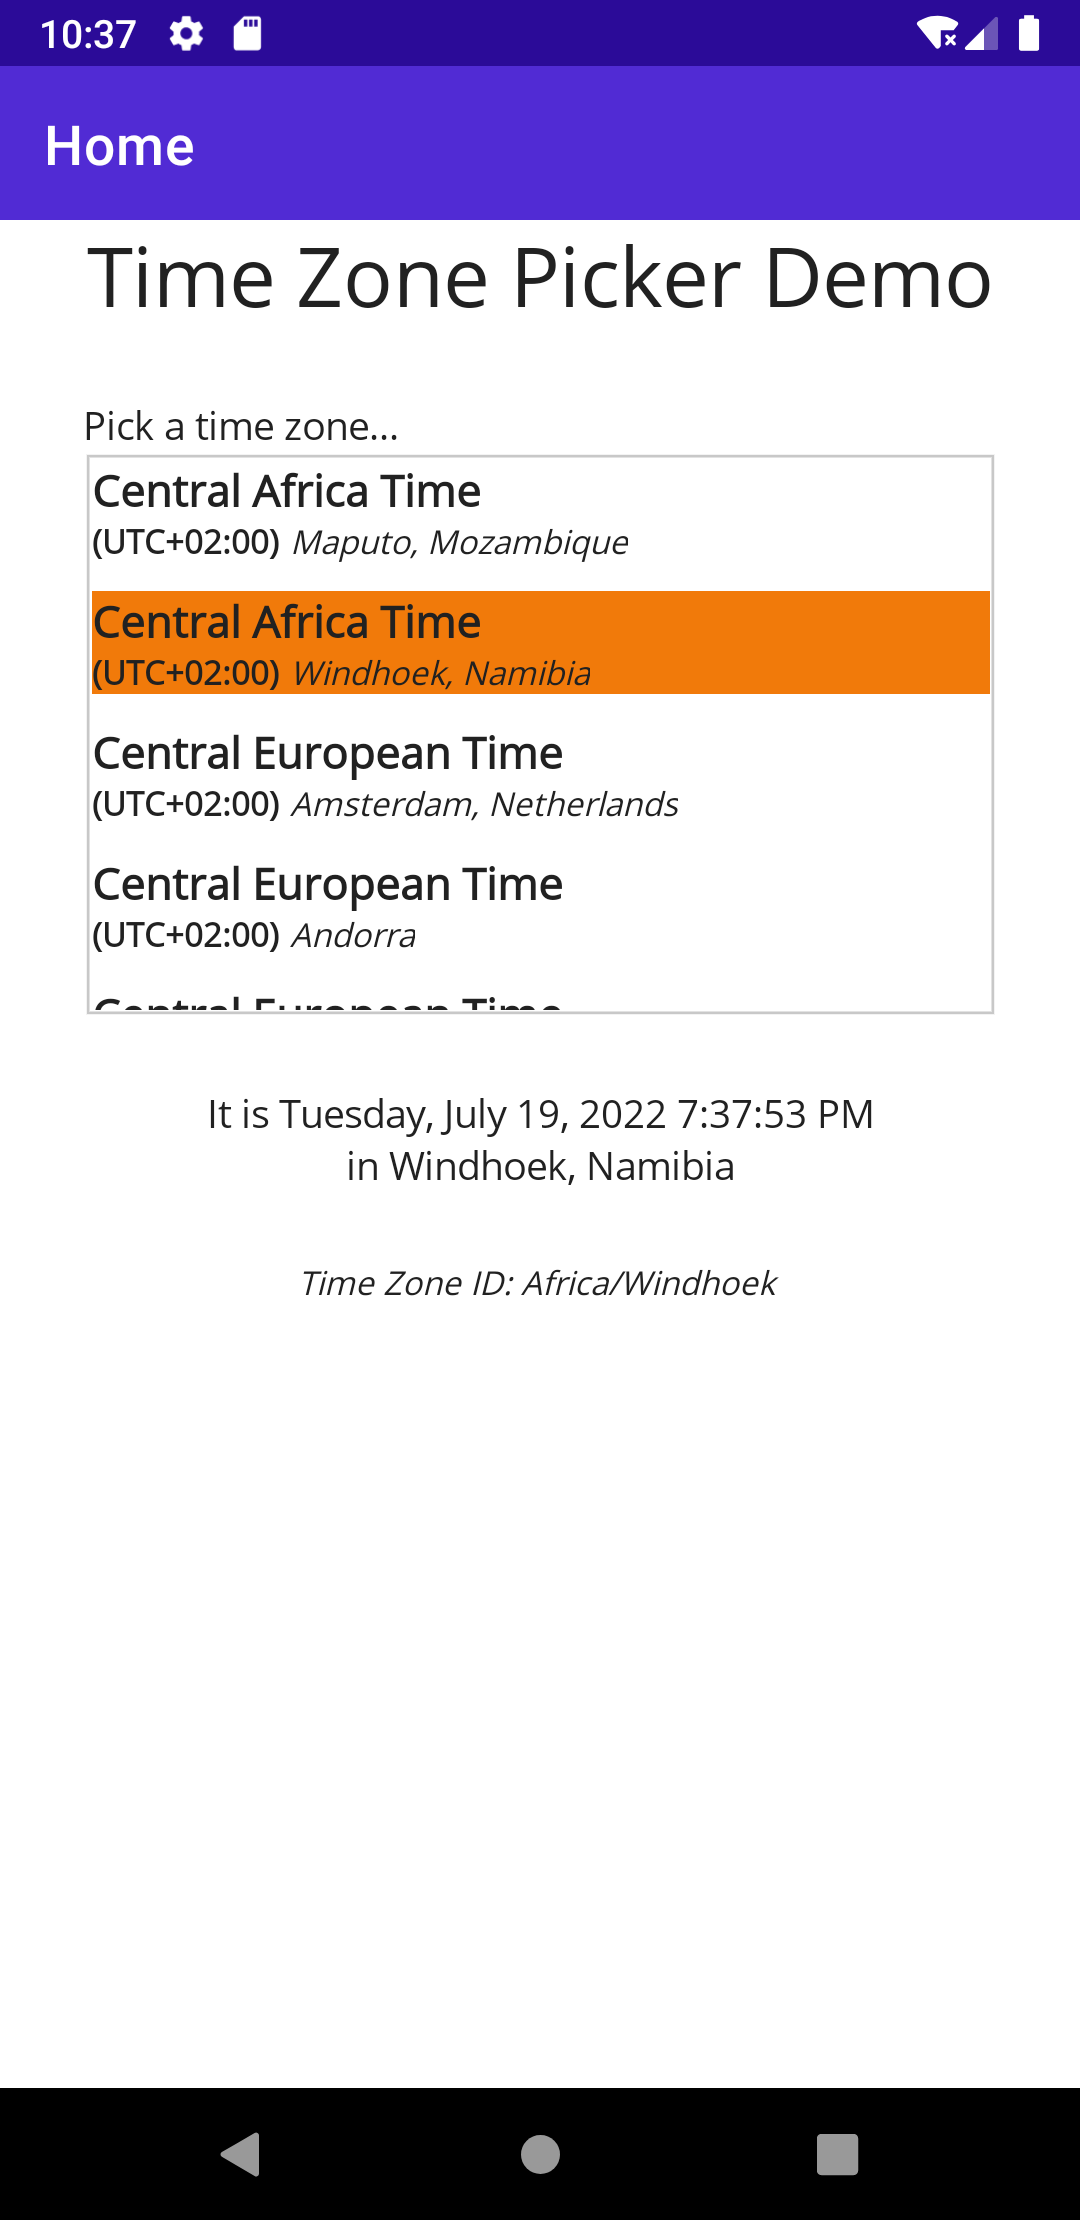 10:37
Home
Time Zone Picker Demo
Pick a time zone...
Central Africa Time
(UTC+02:00) Maputo, Mozambique
Central Africa Time
(UTC+02:00) Windhoek, Namibia
Central European Time
(UTC+02:00) Amsterdam, Netherlands
Central European Time
(UTC+02:00) Andorra
Central European Time
It is Tuesday, July 19, 2022 7:37:53 PM
in Windhoek, Namibia
Time Zone ID: Africa/Windhoek